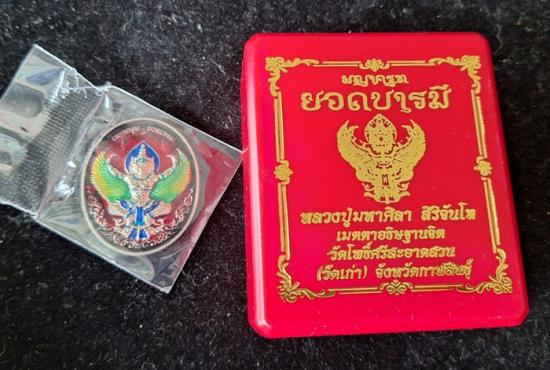 พญาครุฑ
ยอดบารมี
หลวงปู่มหาศิลา สิริจันโท
เมตตาอธิษฐานจิต
วัดโพธิ์ศรีสะอาดสวน
(วัดเก่า) จังหวัดกาฬสินธุ์